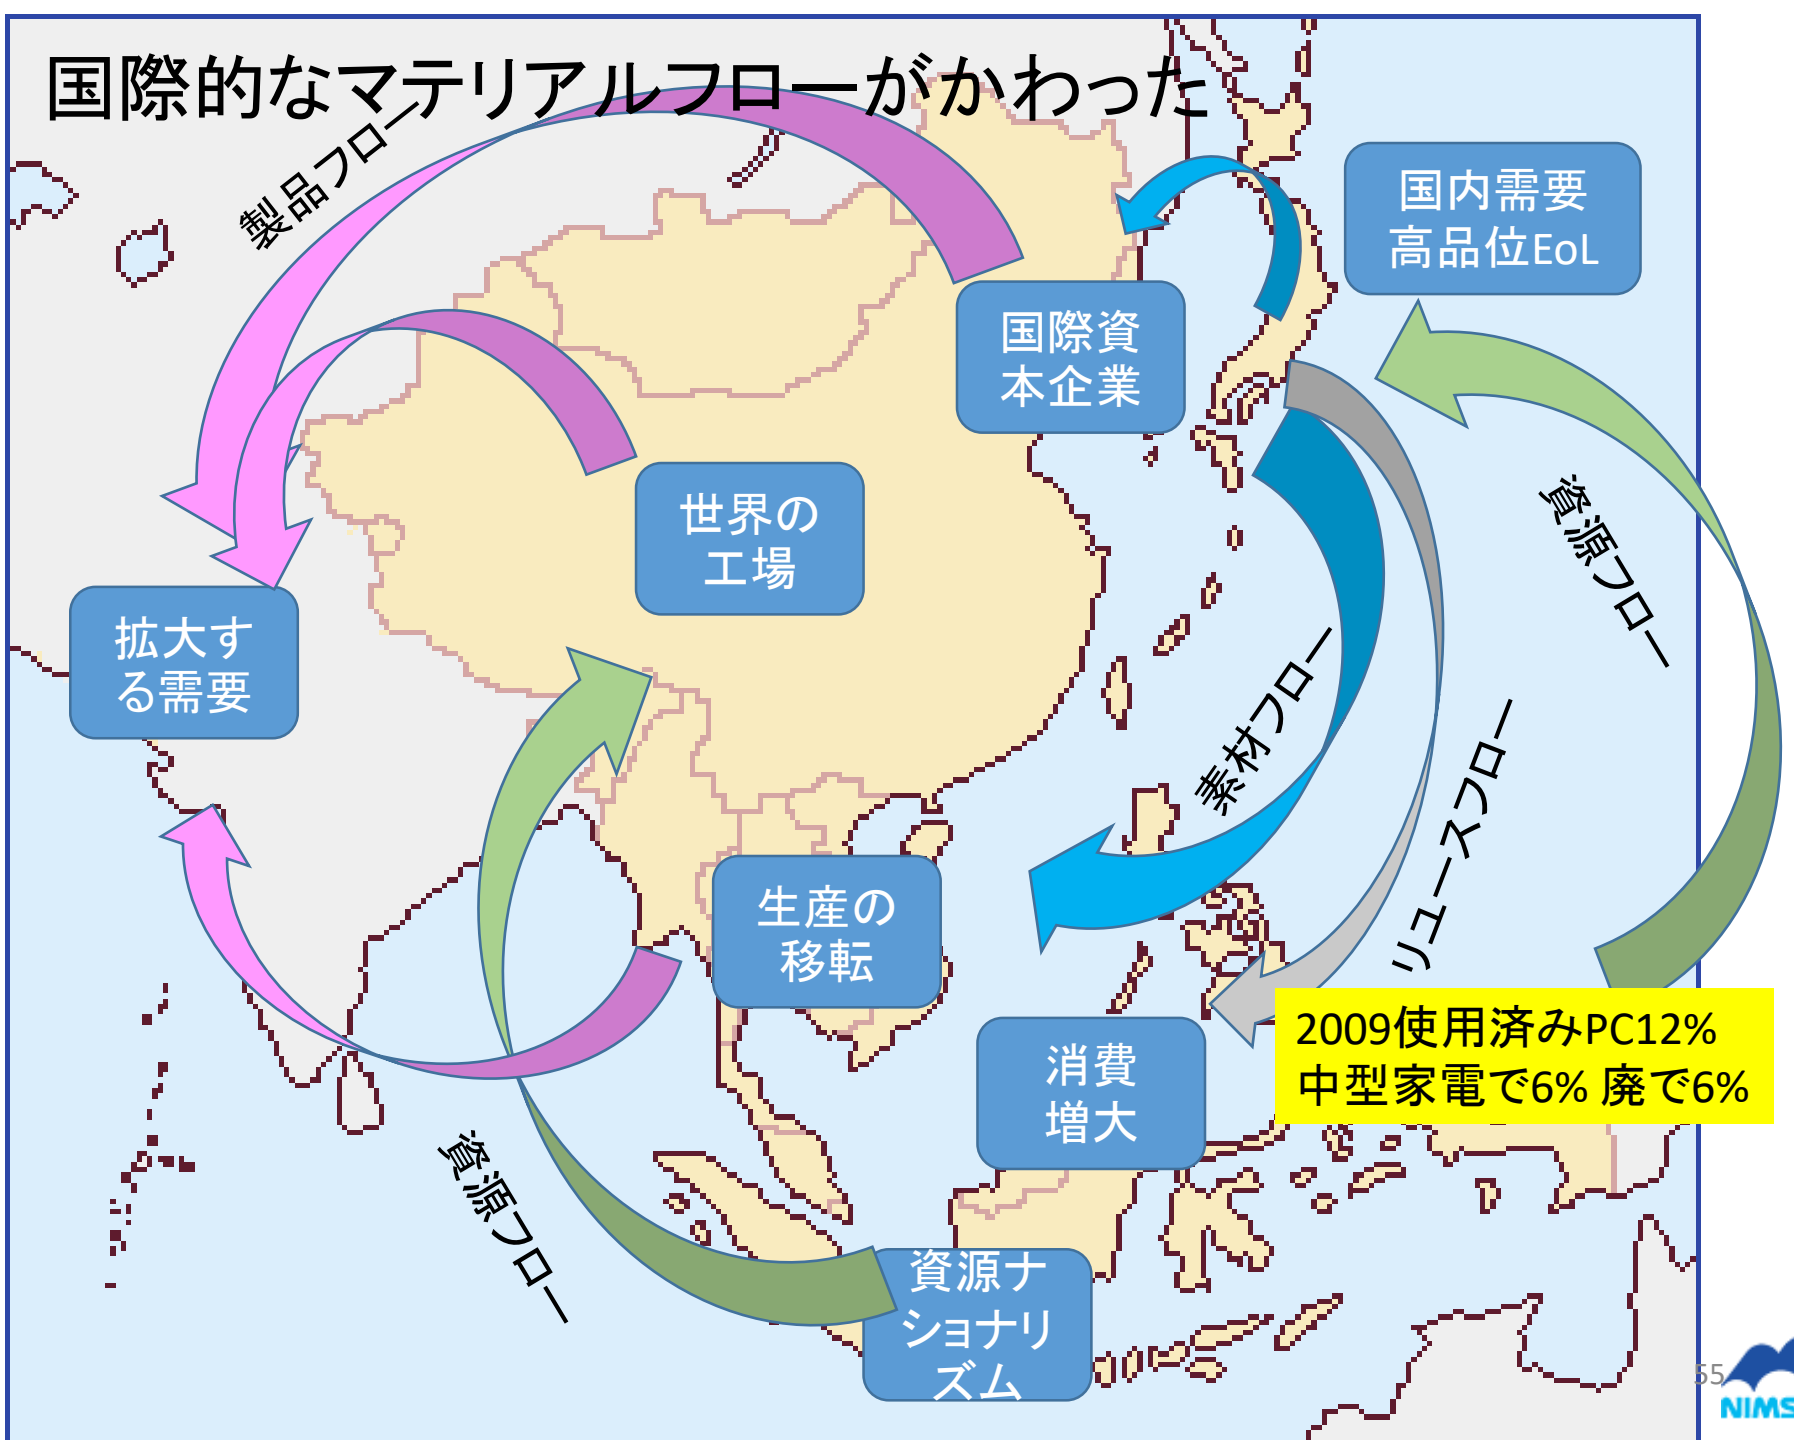 国際的なマテリアルフローがかわった
製品フロー
国内需要
高品位EoL
国際資
本企業
世界の
工場
資源フロー
拡大す
る需要
素材フロー
リユースフロー
生産の
移転
2009使用済みPC12%
中型家電で6% 廃で6%
消費
増大
資源フロー
資源ナ
ショナリ
ズム
55
NIMS